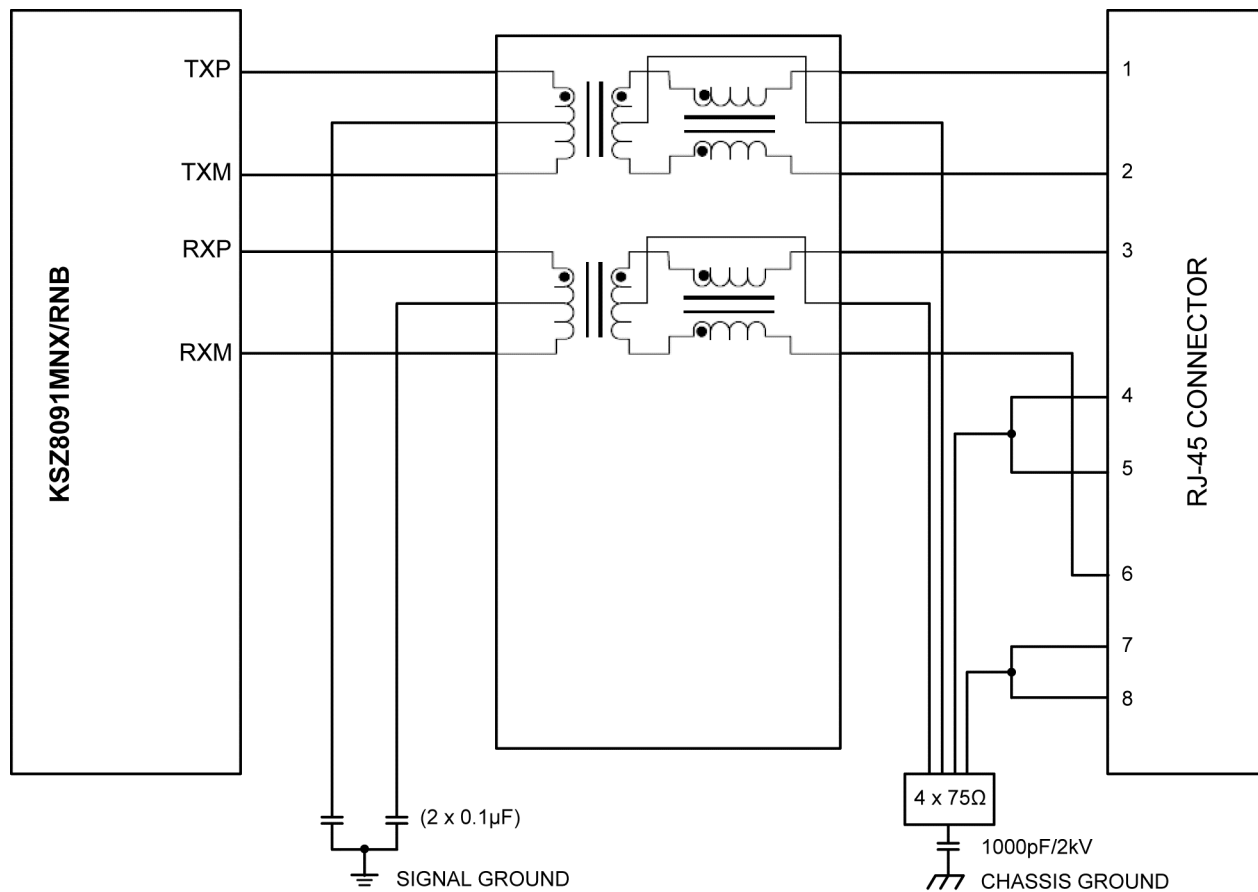 KSZ8091MNX/RNB
TXP
TXM
RXP
RXM
1
2
3
4
5
6
7
8
RJ-45 CONNECTOR
(2 x 0.1µF)
SIGNAL GROUND
4 x 75Ω
1000pF/2kV
CHASSIS GROUND